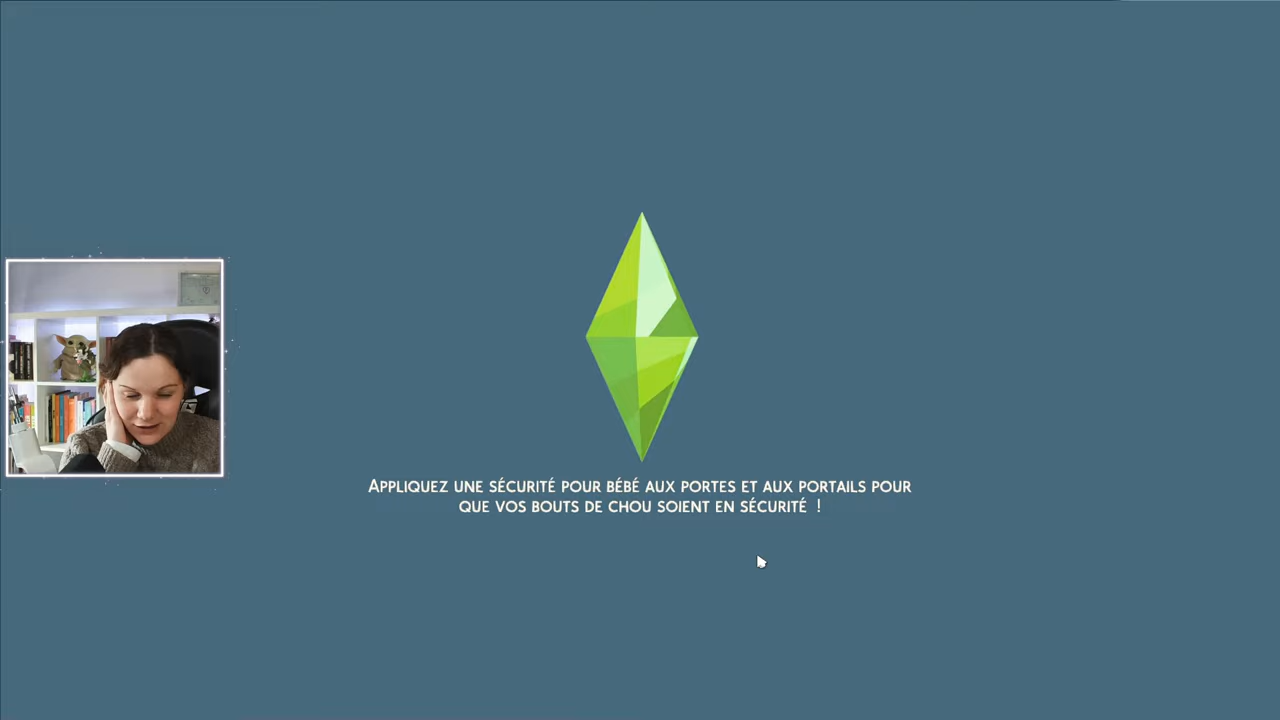 APPLIQUEZ UNE SÉCURITÉ POUR BÉBÉ AUX PORTES ET AUX PORTAILS POUR
QUE VOS BOUTS DE CHOU SOIENT EN SÉCURITÉ !